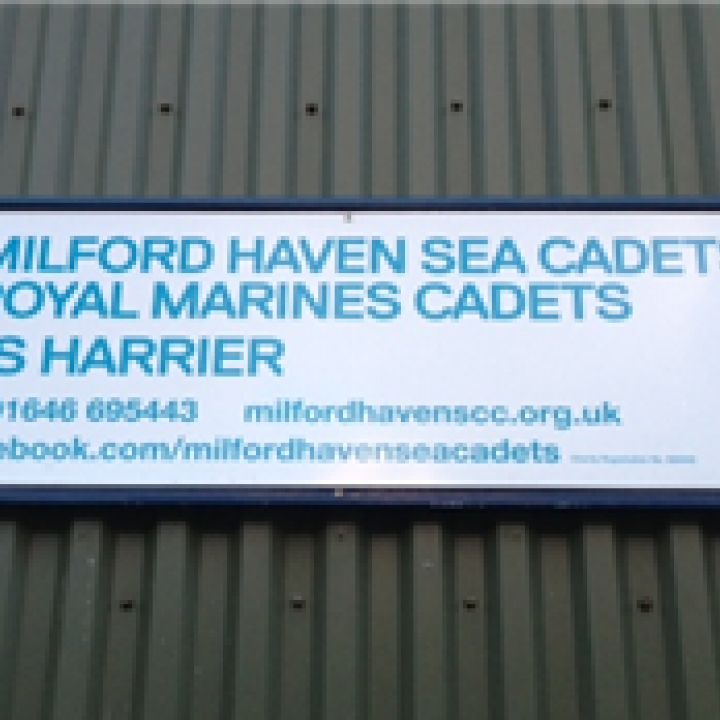 MILFORD HAVEN SEA CADETS
ROYAL MARINES CADETS
S HARRIER
01646 695443 milfordhavenscc.org.uk
ebook.com/milfordhavenseacadets